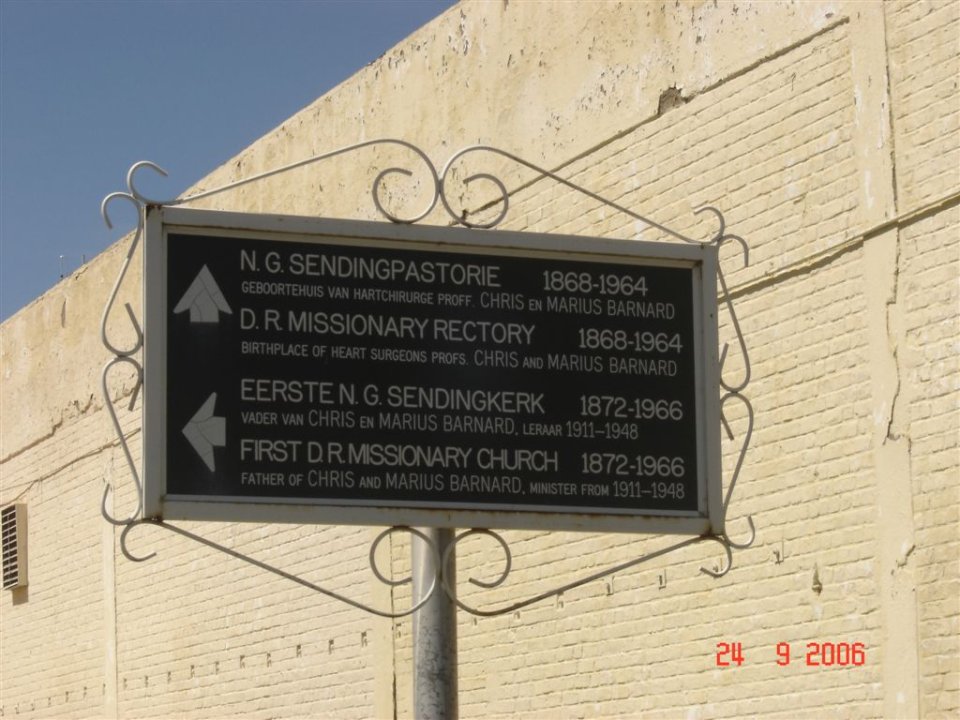 N. G. SENDINGPASTORIE 1868-1964
GEBOORTEHUIS VAN HARTCHIRURGE PROFF. CHRIS EN MARIUS BARNARD
D. R. MISSIONARY RECTORY 1868-1964
BIRTHPLACE OF HEART SURGEONS PROFS. CHRIS AND MARIUS BARNARD
EERSTE N. G. SENDINGKERK 1872-1966
VADER VAN CHRIS EN MARIUS BARNARD, LERAAR 1911–1948
FIRST D. R. MISSIONARY CHURCH 1872-1966
FATHER OF CHRIS AND MARIUS BARNARD, MINISTER FROM 1911–1948
24 9 2006